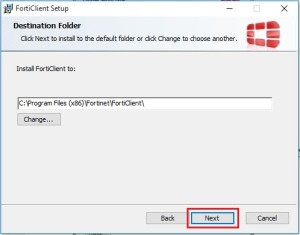 FortiClient Setup
Destination Folder
Click Next to install to the default folder or click Change to choose another.
Install FortiClient to:
C:\Program Files (x86)\Fortinet\FortiClient\
Change...
Back Next Cancel